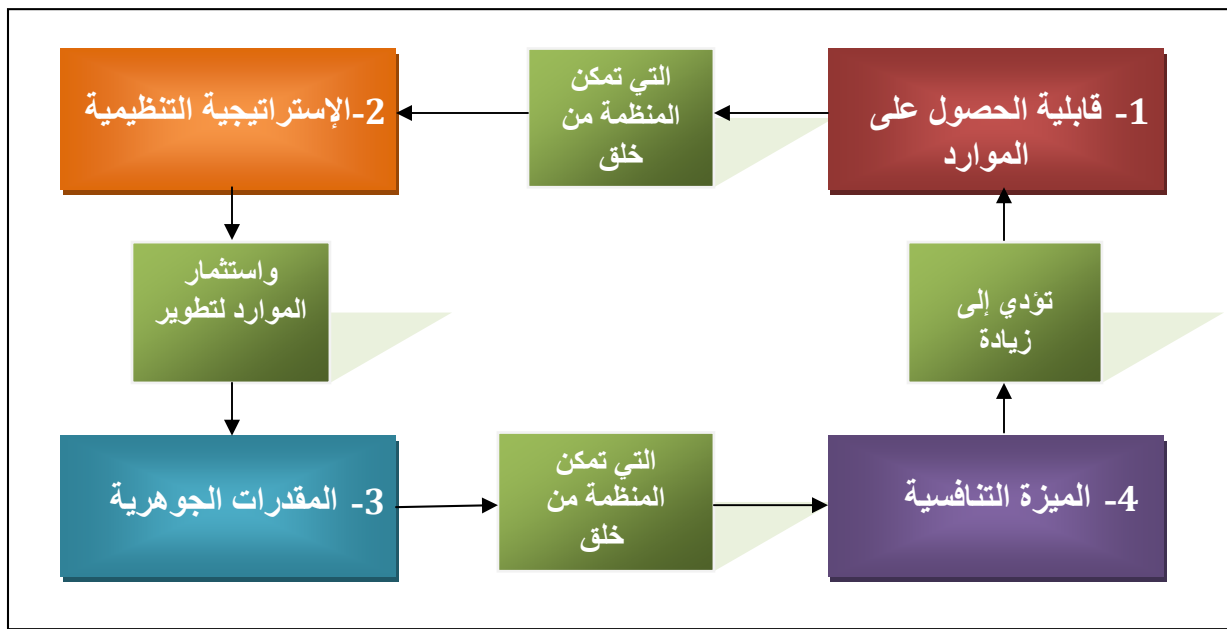 1- قابلية الحصول على
الموارد
التي تمكن
المنظمة من
خلق
2-الإستراتيجية التنظيمية
واستثمار
الموارد لتطوير
3- المقدرات الجوهرية
التي تمكن
المنظمة من
خلق
4- الميزة التنافسية
تؤدي إلى
زيادة